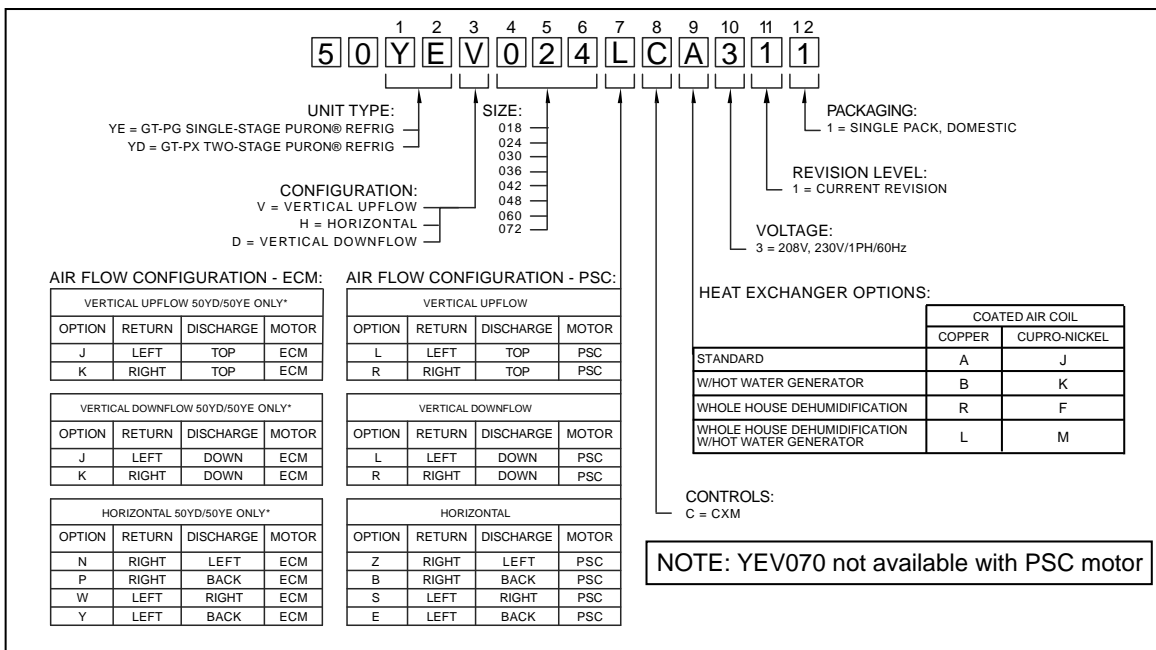 1 2 3 4 5 6 7 8 9 10 11 12
5 0 Y E V 0 2 4 L C A 3 1 1
UNIT TYPE:
YE = GT-PG SINGLE-STAGE PURON® REFRIG
YD = GT-PX TWO-STAGE PURON® REFRIG
CONFIGURATION:
V = VERTICAL UPFLOW
H = HORIZONTAL
D = VERTICAL DOWNFLOW
SIZE:
018
024
030
036
042
048
060
072
PACKAGING:
1 = SINGLE PACK, DOMESTIC
REVISION LEVEL:
1 = CURRENT REVISION
VOLTAGE:
3 = 208V, 230V/1PH/60Hz
AIR FLOW CONFIGURATION - ECM:
VERTICAL UPFLOW 50YD/50YE ONLY*
OPTION RETURN DISCHARGE MOTOR
J LEFT TOP ECM
K RIGHT TOP ECM
VERTICAL DOWNFLOW 50YD/50YE ONLY*
OPTION RETURN DISCHARGE MOTOR
J LEFT DOWN ECM
K RIGHT DOWN ECM
HORIZONTAL 50YD/50YE ONLY*
OPTION RETURN DISCHARGE MOTOR
N RIGHT LEFT ECM
P RIGHT BACK ECM
W LEFT RIGHT ECM
Y LEFT BACK ECM
AIR FLOW CONFIGURATION - PSC:
VERTICAL UPFLOW
OPTION RETURN DISCHARGE MOTOR
L LEFT TOP PSC
R RIGHT TOP PSC
VERTICAL DOWNFLOW
OPTION RETURN DISCHARGE MOTOR
L LEFT DOWN PSC
R RIGHT DOWN PSC
HORIZONTAL
OPTION RETURN DISCHARGE MOTOR
Z RIGHT LEFT PSC
B RIGHT BACK PSC
S LEFT RIGHT PSC
E LEFT BACK PSC
HEAT EXCHANGER OPTIONS:
COATED AIR COIL
COPPER CUPRO-NICKEL
STANDARD A J
W/HOT WATER GENERATOR B K
WHOLE HOUSE DEHUMIDIFICATION R F
WHOLE HOUSE DEHUMIDIFICATION
W/HOT WATER GENERATOR L M
CONTROLS:
C = CXM
NOTE: YEV070 not available with PSC motor